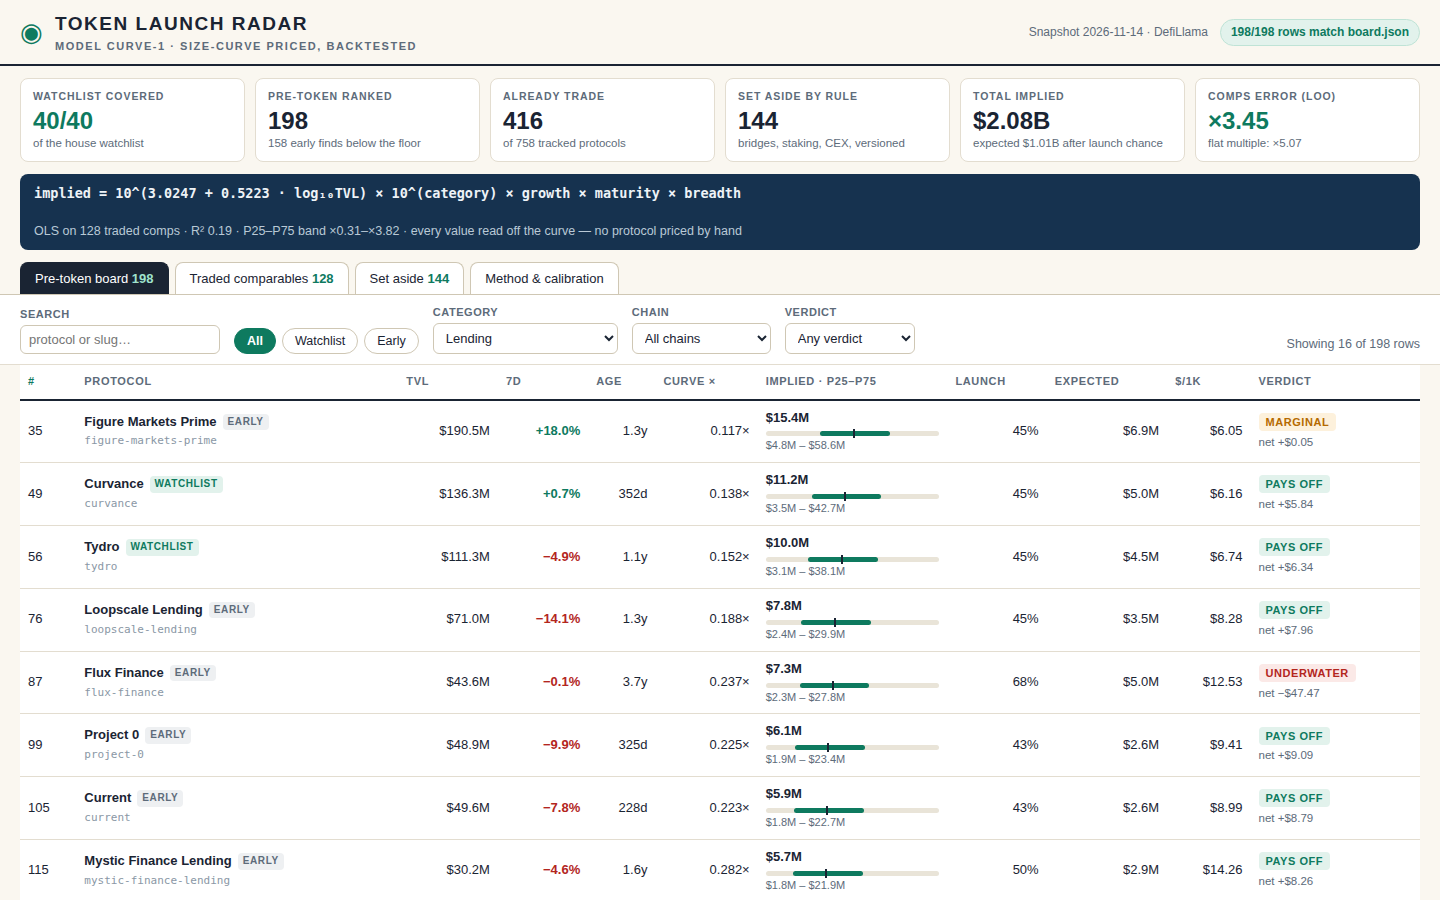 TOKEN LAUNCH RADAR
MODEL CURVE-1 · SIZE-CURVE PRICED, BACKTESTED
Snapshot 2026-11-14 · DefiLlama
198/198 rows match board.json
WATCHLIST COVERED
40/40
of the house watchlist
PRE-TOKEN RANKED
198
158 early finds below the floor
ALREADY TRADE
416
of 758 tracked protocols
SET ASIDE BY RULE
144
bridges, staking, CEX, versioned
TOTAL IMPLIED
$2.08B
expected $1.01B after launch chance
COMPS ERROR (LOO)
×3.45
flat multiple: ×5.07
implied = 10^(3.0247 + 0.5223 · log₁₀TVL) × 10^(category) × growth × maturity × breadth
OLS on 128 traded comps · R² 0.19 · P25–P75 band ×0.31–×3.82 · every value read off the curve — no protocol priced by hand
Pre-token board 198
Traded comparables 128
Set aside 144
Method & calibration
SEARCH
protocol or slug…
All
Watchlist
Early
CATEGORY
Lending
CHAIN
All chains
VERDICT
Any verdict
Showing 16 of 198 rows
# PROTOCOL TVL 7D AGE CURVE × IMPLIED · P25–P75 LAUNCH EXPECTED $/1K VERDICT
35 Figure Markets Prime EARLY $190.5M +18.0% 1.3y 0.117× $15.4M 45% $6.9M $6.05 MARGINAL
figure-markets-prime $4.8M – $58.6M net +$0.05
49 Curvance WATCHLIST $136.3M +0.7% 352d 0.138× $11.2M 45% $5.0M $6.16 PAYS OFF
curvance $3.5M – $42.7M net +$5.84
56 Tydro WATCHLIST $111.3M −4.9% 1.1y 0.152× $10.0M 45% $4.5M $6.74 PAYS OFF
tydro $3.1M – $38.1M net +$6.34
76 Loopscale Lending EARLY $71.0M −14.1% 1.3y 0.188× $7.8M 45% $3.5M $8.28 PAYS OFF
loopscale-lending $2.4M – $29.9M net +$7.96
87 Flux Finance EARLY $43.6M −0.1% 3.7y 0.237× $7.3M 68% $5.0M $12.53 UNDERWATER
flux-finance $2.3M – $27.8M net −$47.47
99 Project 0 EARLY $48.9M −9.9% 325d 0.225× $6.1M 43% $2.6M $9.41 PAYS OFF
project-0 $1.9M – $23.4M net +$9.09
105 Current EARLY $49.6M −7.8% 228d 0.223× $5.9M 43% $2.6M $8.99 PAYS OFF
current $1.8M – $22.7M net +$8.79
115 Mystic Finance Lending EARLY $30.2M −4.6% 1.6y 0.282× $5.7M 50% $2.9M $14.26 PAYS OFF
mystic-finance-lending $1.8M – $21.9M net +$8.26